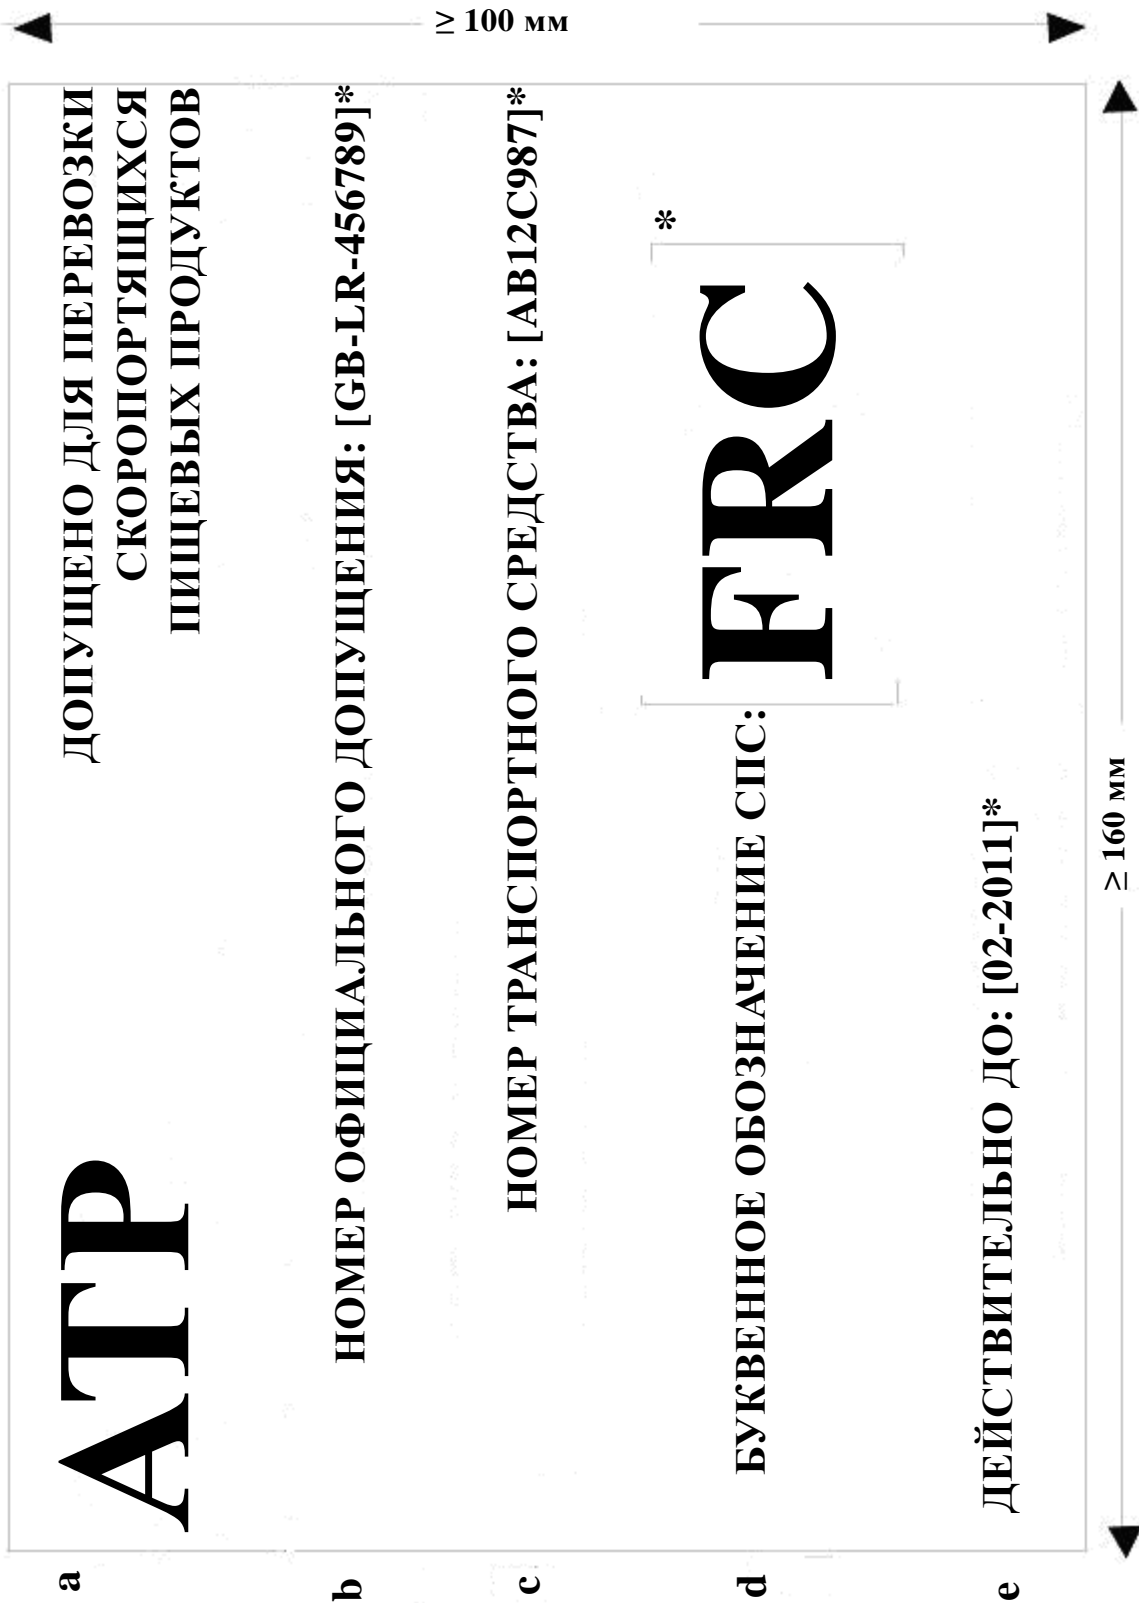 ≥ 100 мм
a
ATP
ДОПУЩЕНО ДЛЯ ПЕРЕВОЗКИ
СКОРОПОРТЯЩИХСЯ
ПИЩЕВЫХ ПРОДУКТОВ
b
НОМЕР ОФИЦИАЛЬНОГО ДОПУЩЕНИЯ: [GB-LR-456789]*
c
НОМЕР ТРАНСПОРТНОГО СРЕДСТВА: [AB12C987]*
d
БУКВЕННОЕ ОБОЗНАЧЕНИЕ СПС: [FRC]*
e
ДЕЙСТВИТЕЛЬНО ДО: [02-2011]*
≥ 160 мм